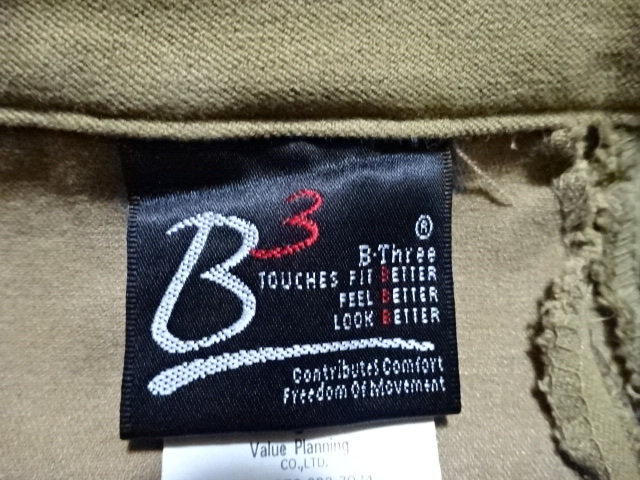 B3
®
B·Three
TOUCHES FIT BETTER
FEEL BETTER
LOOK BETTER
Contributes Comfort
Freedom Of Movement
Value Planning
CO.,LTD.